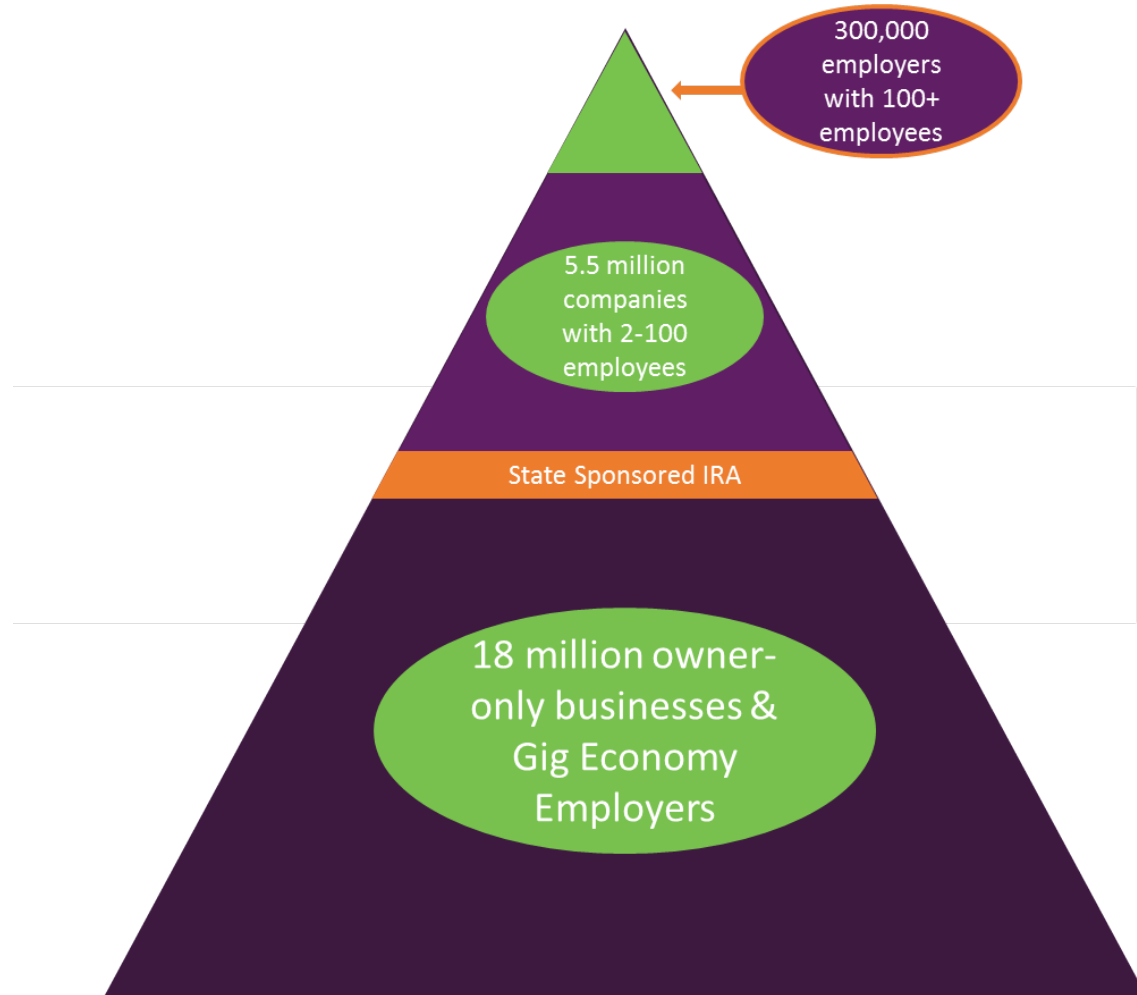 300,000
employers
with 100+
employees
5.5 million
companies
with 2-100
employees
State Sponsored IRA
18 million owner-
only businesses &
Gig Economy
Employers